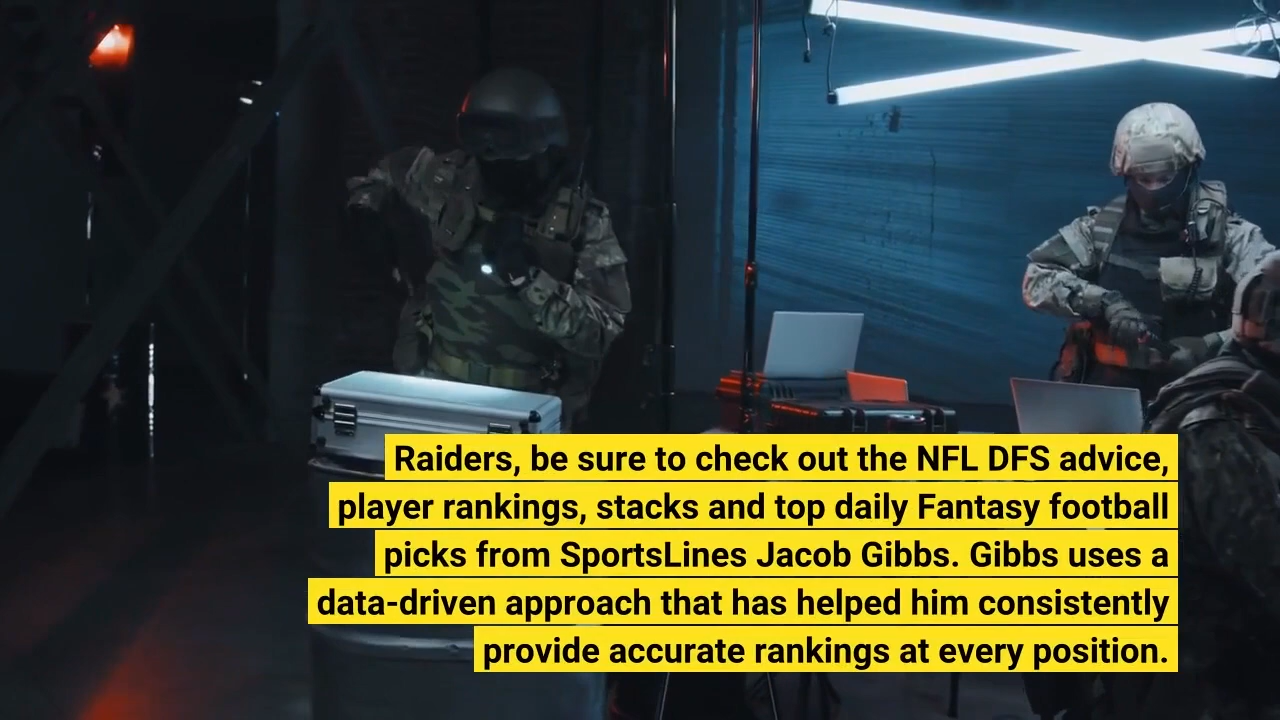 Raiders, be sure to check out the NFL DFS advice,
player rankings, stacks and top daily Fantasy football
picks from SportsLines Jacob Gibbs. Gibbs uses a
data-driven approach that has helped him consistently
provide accurate rankings at every position.